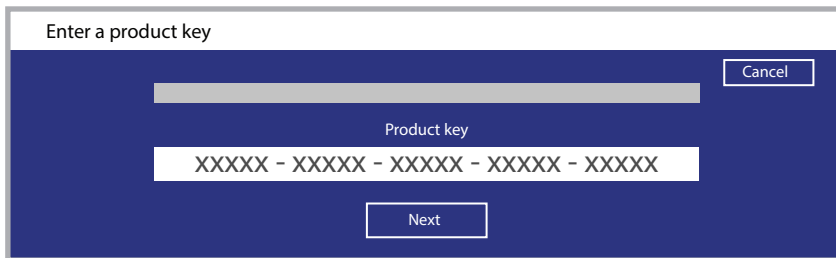 Enter a product key
Cancel
Product key
XXXXX - XXXXX - XXXXX - XXXXX - XXXXX
Next